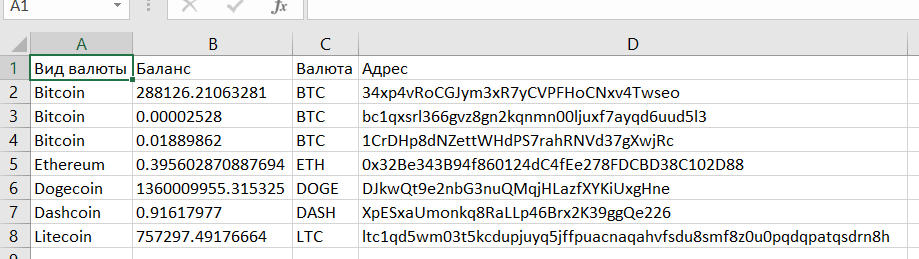 A1
fx
A B C D
1 Вид валюты Баланс Валюта Адрес
2 Bitcoin 288126.21063281 BTC 34xp4vRoCGJym3xR7yCVPFHoCNxv4Twseo
3 Bitcoin 0.00002528 BTC bc1qxsrl366gvz8gn2kqnmn00ljuxf7ayqd6uud5l3
4 Bitcoin 0.01889862 BTC 1CrDHp8dNZettWHdPS7rahRNVd37gXwjRc
5 Ethereum 0.395602870887694 ETH 0x32Be343B94f860124dC4fEe278FDCBD38C102D88
6 Dogecoin 1360009955.315325 DOGE DJkwQt9e2nbG3nuQMqjHLazfXYKiUxgHne
7 Dashcoin 0.91617977 DASH XpESxaUmonkq8RaLLp46Brx2K39ggQe226
8 Litecoin 757297.49176664 LTC ltc1qd5wm03t5kcdupjuyq5jffpuacnaqahvfsdu8smf8z0u0pqdqpatqsdrn8h